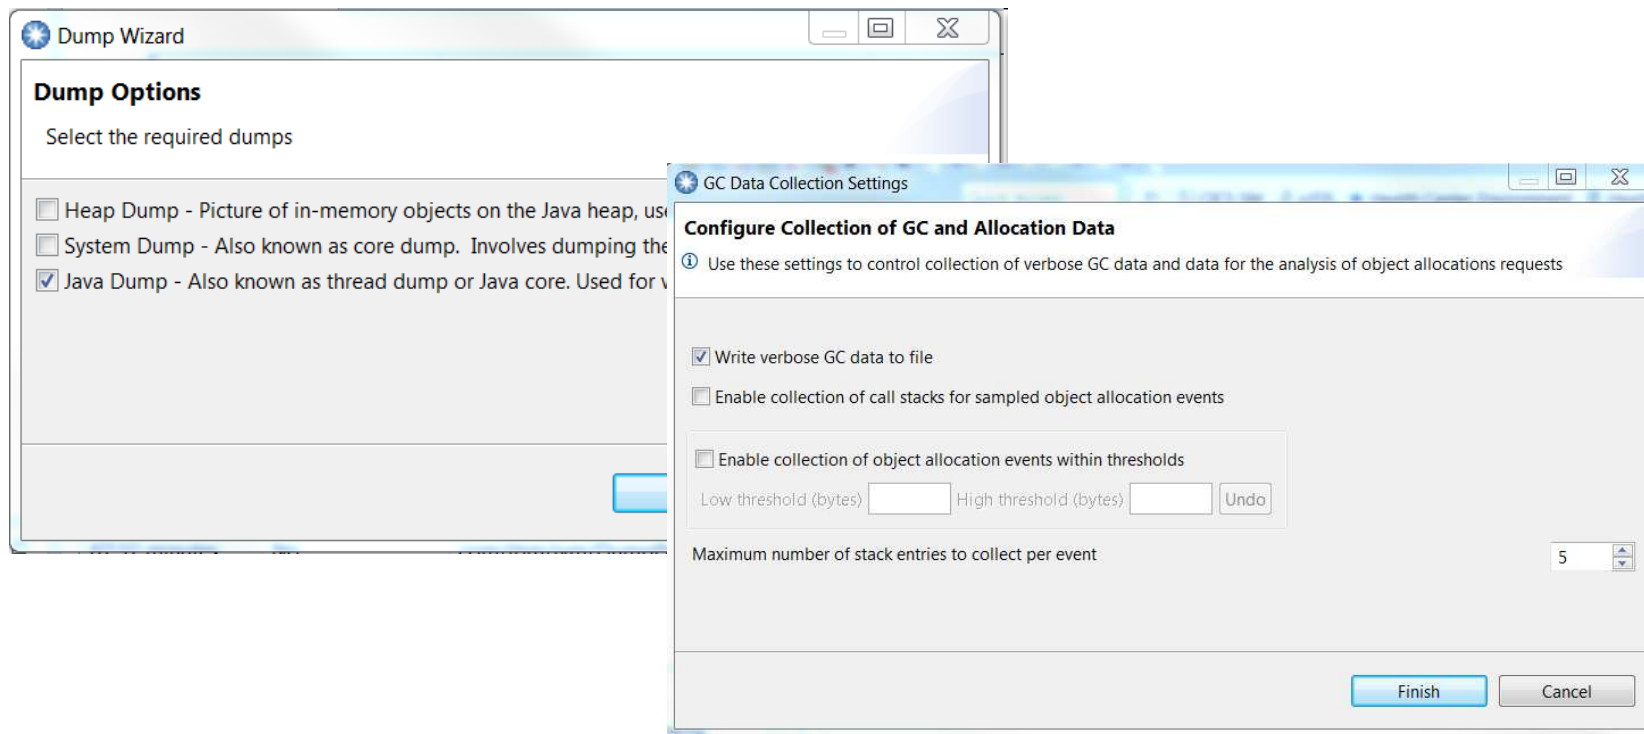 Dump Wizard
Dump Options
Select the required dumps
Heap Dump - Picture of in-memory objects on the Java heap, use
System Dump - Also known as core dump. Involves dumping the
Java Dump - Also known as thread dump or Java core. Used for
GC Data Collection Settings
Configure Collection of GC and Allocation Data
Use these settings to control collection of verbose GC data and data for the analysis of object allocations requests
Write verbose GC data to file
Enable collection of call stacks for sampled object allocation events
Enable collection of object allocation events within thresholds
Low threshold (bytes) High threshold (bytes) Undo
Maximum number of stack entries to collect per event 5
Finish Cancel